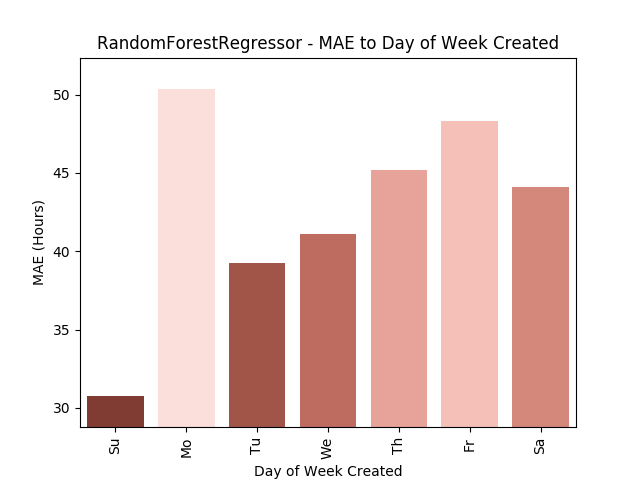 RandomForestRegressor - MAE to Day of Week Created
50
45
40
35
30
MAE (Hours)
Su
Mo
Tu
We
Th
Fr
Sa
Day of Week Created